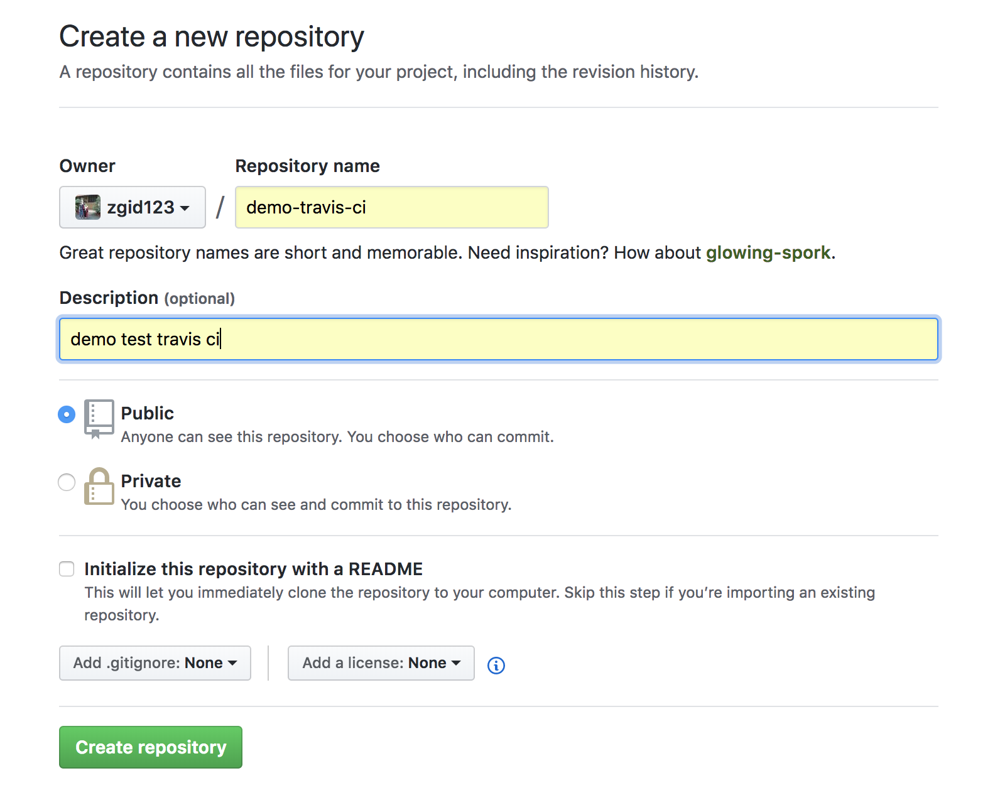 Create a new repository
A repository contains all the files for your project, including the revision history.
Owner
Repository name
zgid123
/
demo-travis-ci
Great repository names are short and memorable. Need inspiration? How about glowing-spork.
Description (optional)
demo test travis ci
Public
Anyone can see this repository. You choose who can commit.
Private
You choose who can see and commit to this repository.
Initialize this repository with a README
This will let you immediately clone the repository to your computer. Skip this step if you’re importing an existing
repository.
Add .gitignore: None
Add a license: None
Create repository